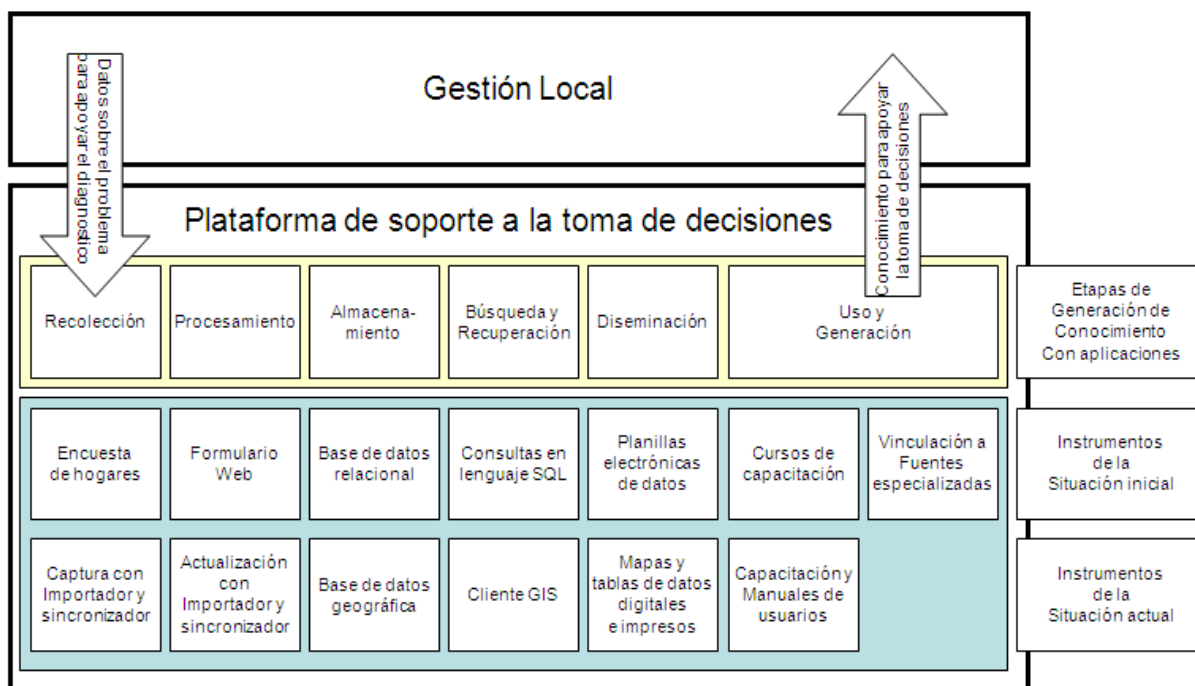 Gestión Local
Datos sobre el problema
para apoyar el diagnostico
Conocimiento para apoyar
la toma de decisiones
Plataforma de soporte a la toma de decisiones
Recolección
Procesamiento
Almacena-
miento
Búsqueda y
Recuperación
Diseminación
Uso y
Generación
Etapas de
Generación de
Conocimiento
Con aplicaciones
Encuesta
de hogares
Formulario
Web
Base de datos
relacional
Consultas en
lenguaje SQL
Planillas
electrónicas
de datos
Cursos de
capacitación
Vinculación a
Fuentes
especializadas
Instrumentos
de la
Situación inicial
Captura con
Importador y
sincronizador
Actualización
con
Importador y
sincronizador
Base de datos
geográfica
Cliente GIS
Mapas y
tablas de datos
digitales
e impresos
Capacitación y
Manuales de
usuarios
Instrumentos
de la
Situación actual